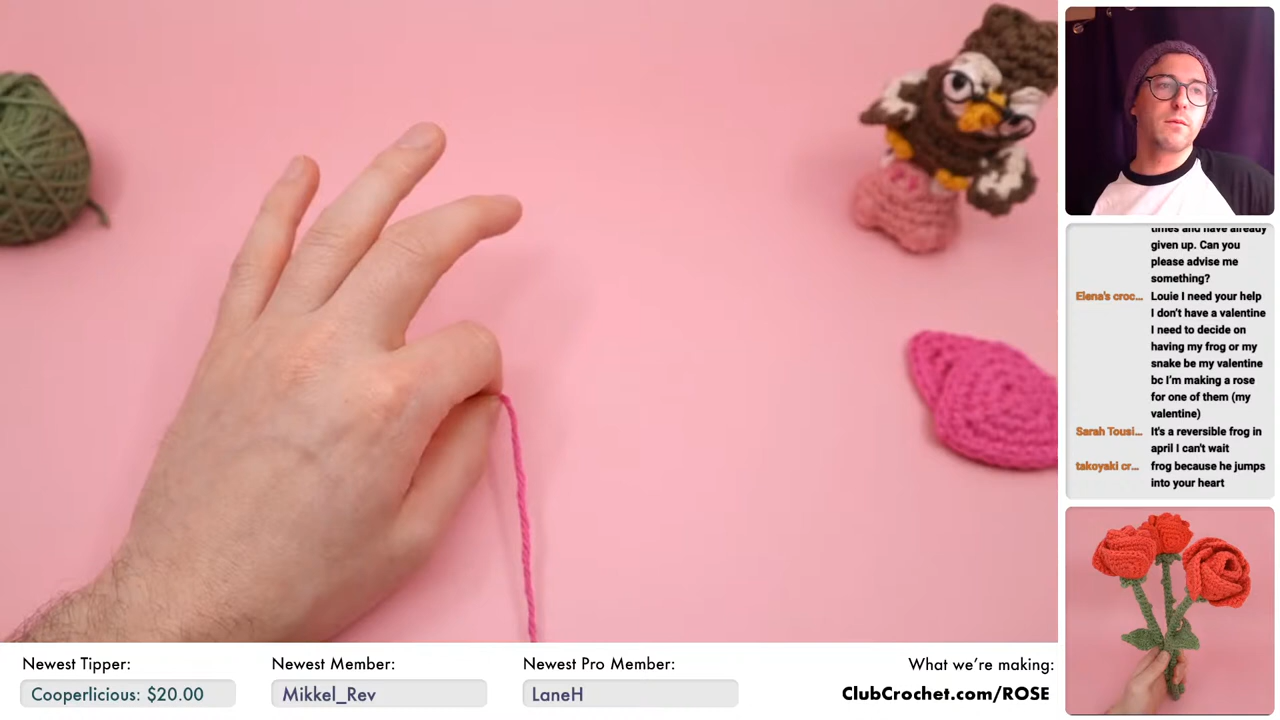 times and have already
given up. Can you
please advise me
something?
Elena's croc... Louie I need your help
I don't have a valentine
I need to decide on
having my frog or my
snake be my valentine
bc I'm making a rose
for one of them (my
valentine)
Sarah Tousi... It's a reversible frog in
april I can't wait
takoyaki cr... frog because he jumps
into your heart
Newest Tipper:
Cooperlicious: $20.00
Newest Member:
Mikkel_Rev
Newest Pro Member:
LaneH
What we're making:
ClubCrochet.com/ROSE